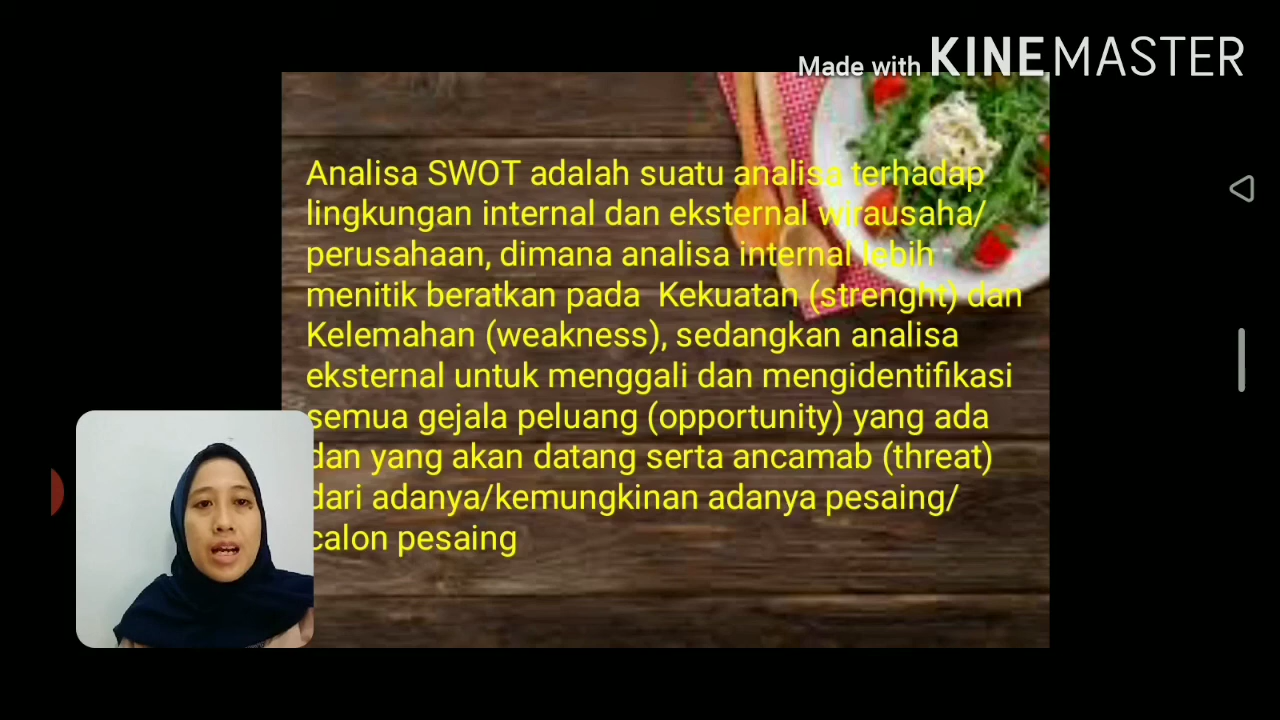 Made with KINEMASTER
Analisa SWOT adalah suatu analisa terhadap
lingkungan internal dan eksternal wirausaha/
perusahaan, dimana analisa internal lebih
menitik beratkan pada  Kekuatan (strenght) dan
Kelemahan (weakness), sedangkan analisa
eksternal untuk menggali dan mengidentifikasi
semua gejala peluang (opportunity) yang ada
dan yang akan datang serta ancamab (threat)
dari adanya/kemungkinan adanya pesaing/
calon pesaing